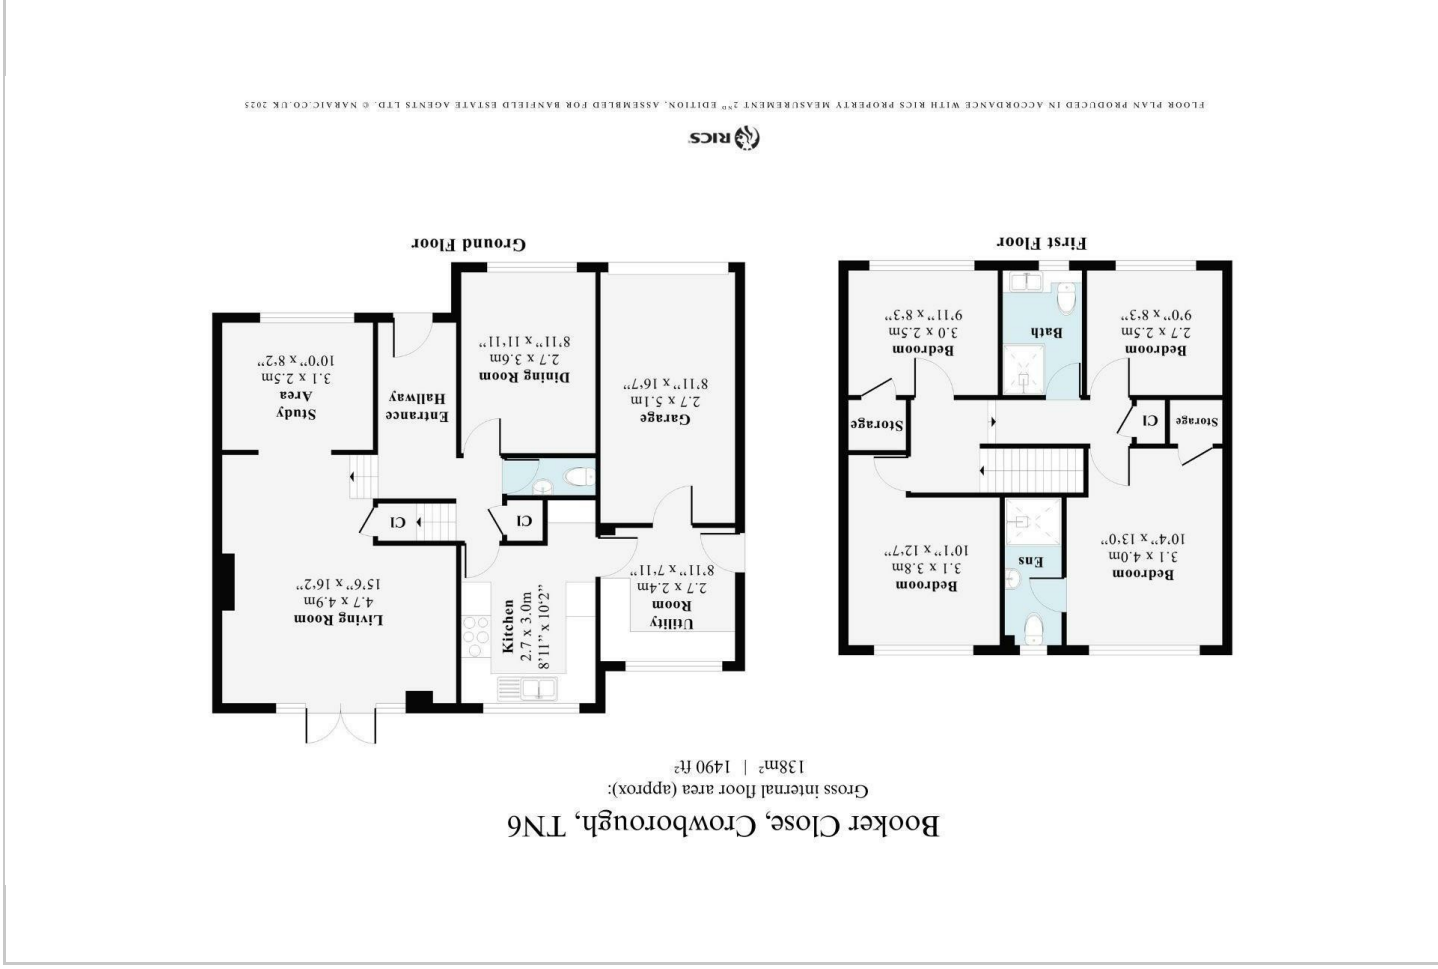 Booker Close, Crowborough, TN6
Gross internal floor area (approx):
138m² | 1490 ft²
Utility
Room
2.7 x 2.4m
8'11" x 7'11"
Kitchen
2.7 x 3.0m
8'11" x 10'2"
Living Room
4.7 x 4.9m
15'6" x 16'2"
Cl
Cl
Garage
2.7 x 5.1m
8'11" x 16'7"
Dining Room
2.7 x 3.6m
8'11" x 11'11"
Entrance
Hallway
Study
Area
3.1 x 2.5m
10'0" x 8'2"
Ground Floor
Bedroom
3.1 x 4.0m
10'4" x 13'0"
Ens
Bedroom
3.1 x 3.8m
10'1" x 12'7"
Storage
Cl
Storage
Bedroom
2.7 x 2.5m
9'0" x 8'3"
Bath
Bedroom
3.0 x 2.5m
9'11" x 8'3"
First Floor
RICS
FLOOR PLAN PRODUCED IN ACCORDANCE WITH RICS PROPERTY MEASUREMENT 2ND EDITION. ASSEMBLED FOR BANFIELD ESTATE AGENTS LTD. © NARAIC.CO.UK 2025